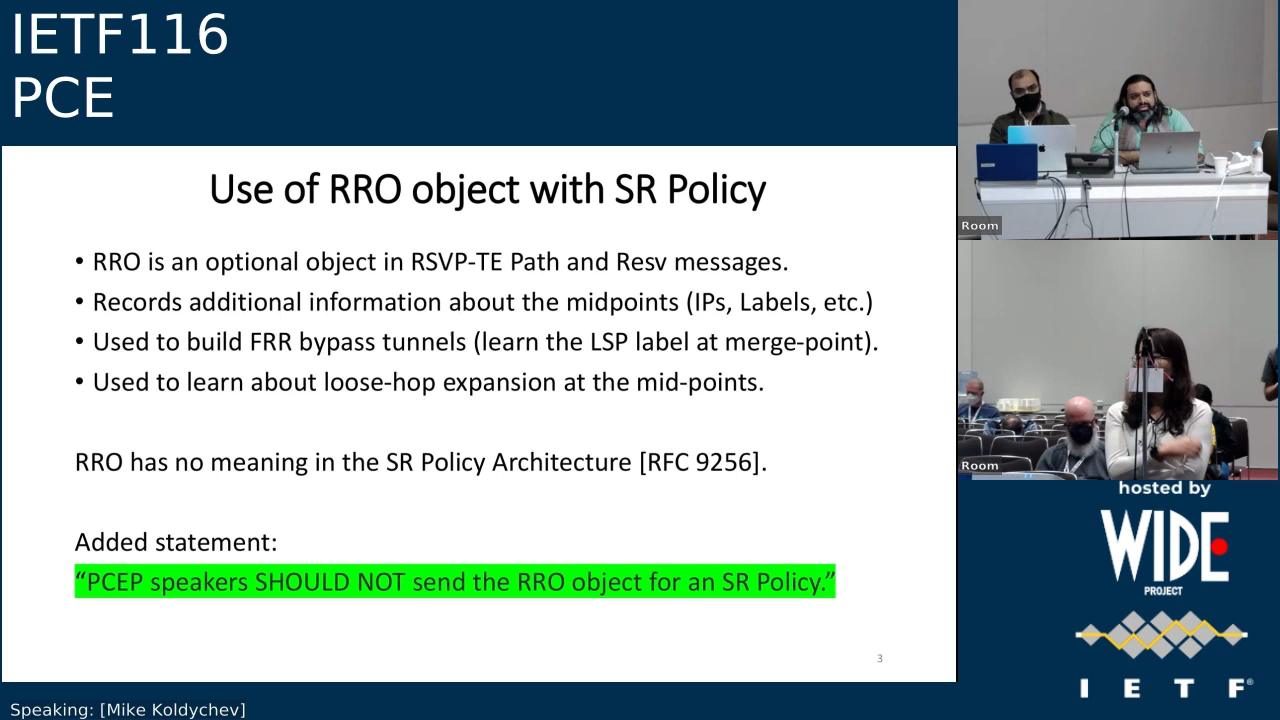 IETF116
PCE
Use of RRO object with SR Policy
• RRO is an optional object in RSVP-TE Path and Resv messages.
• Records additional information about the midpoints (IPs, Labels, etc.)
• Used to build FRR bypass tunnels (learn the LSP label at merge-point).
• Used to learn about loose-hop expansion at the mid-points.
RRO has no meaning in the SR Policy Architecture [RFC 9256].
Added statement:
“PCEP speakers SHOULD NOT send the RRO object for an SR Policy.”
3
Room
Room
hosted by
WIDE
PROJECT
I E T F®
Speaking: [Mike Koldychev]